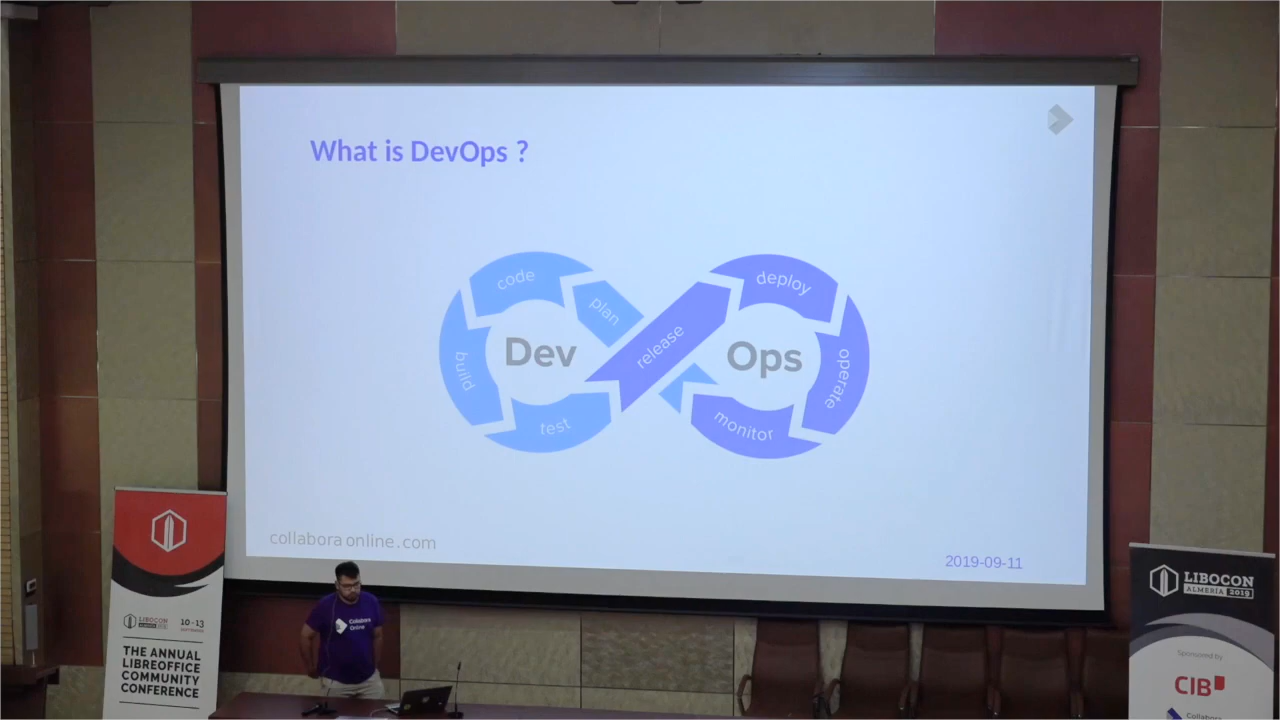 What is DevOps ?
code
plan
build
Dev
test
release
deploy
Ops
operate
monitor
collabora online.com
2019-09-11
LIBOCON
10-13
THE ANNUAL
LIBREOFFICE
COMMUNITY
CONFERENCE
Collabora
Online
LIBOCON
ALMERÍA 2019
Sponsored by
CIB
Collabora